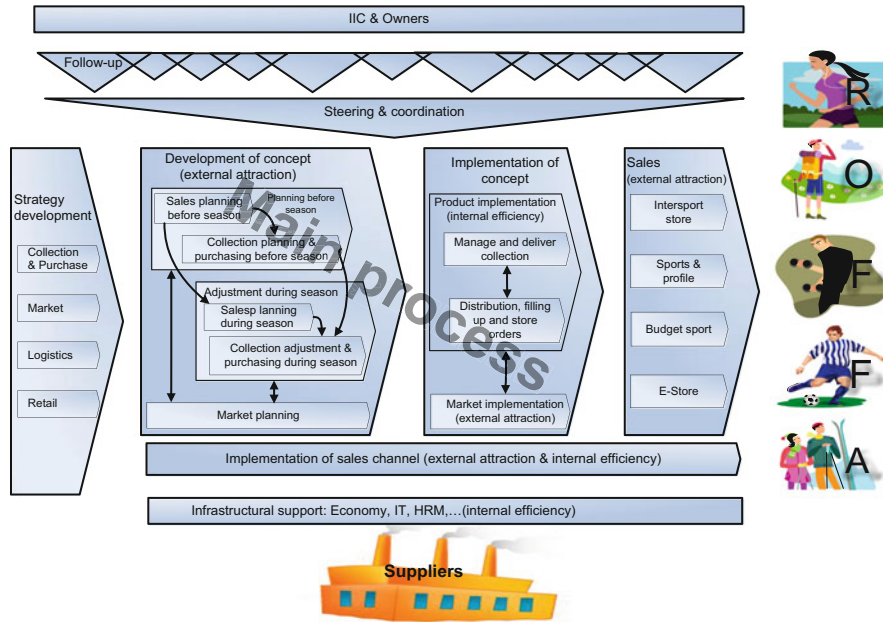 IIC & Owners
Follow-up
Steering & coordination
Strategy
development
Collection
& Purchase
Market
Logistics
Retail
Development of concept
(external attraction)
Sales planning
before season
Planning before
season
Collection planning &
purchasing before season
Adjustment during season
Salesp lanning
during season
Collection adjustment &
purchasing during season
Market planning
Main process
Implementation of
concept
Product implementation
(internal efficiency)
Manage and deliver
collection
Distribution, filling
up and store
orders
Market implementation
(external attraction)
Sales
(external attraction)
Intersport
store
Sports &
profile
Budget sport
E-Store
Implementation of sales channel (external attraction & internal efficiency)
Infrastructural support: Economy, IT, HRM,…(internal efficiency)
Suppliers
R
O
F
F
A